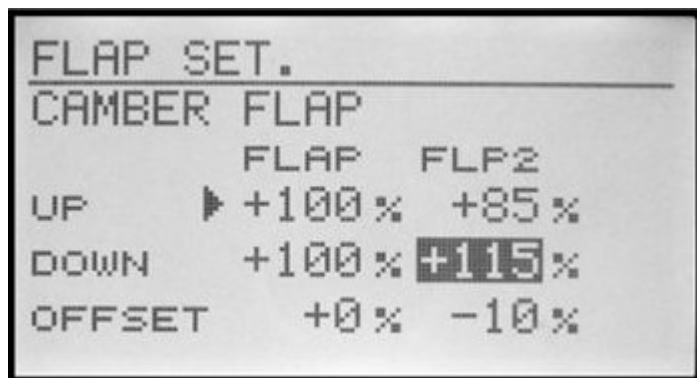 FLAP SET.
CAMBER FLAP
FLAP FLP2
UP ▶ +100% +85%
DOWN +100% +115%
OFFSET +0% -10%